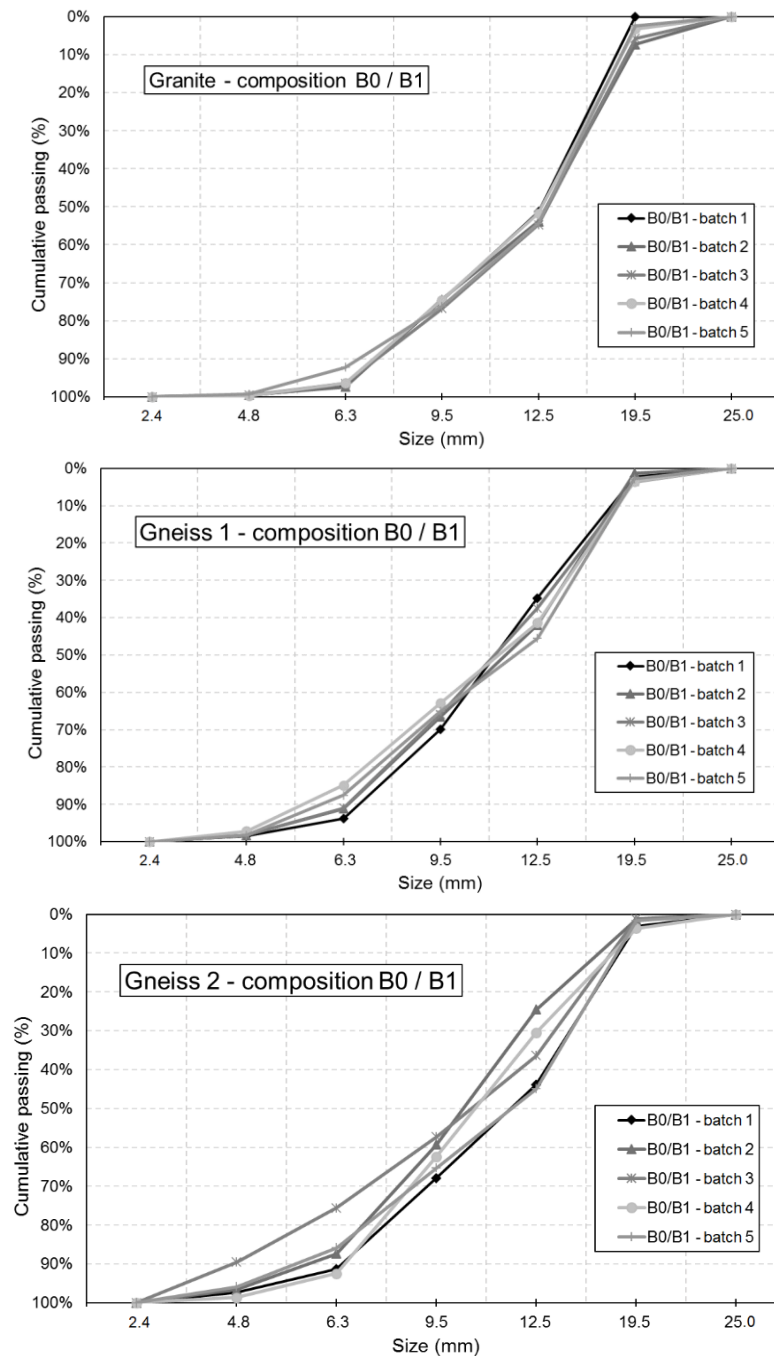 Granite - composition B0 / B1
Cumulative passing (%)
0%
10%
20%
30%
40%
50%
60%
70%
80%
90%
100%
B0/B1 - batch 1
B0/B1 - batch 2
B0/B1 - batch 3
B0/B1 - batch 4
B0/B1 - batch 5
2.4 4.8 6.3 9.5 12.5 19.5 25.0
Size (mm)
Gneiss 1 - composition B0 / B1
Cumulative passing (%)
0%
10%
20%
30%
40%
50%
60%
70%
80%
90%
100%
B0/B1 - batch 1
B0/B1 - batch 2
B0/B1 - batch 3
B0/B1 - batch 4
B0/B1 - batch 5
2.4 4.8 6.3 9.5 12.5 19.5 25.0
Size (mm)
Gneiss 2 - composition B0 / B1
Cumulative passing (%)
0%
10%
20%
30%
40%
50%
60%
70%
80%
90%
100%
B0/B1 - batch 1
B0/B1 - batch 2
B0/B1 - batch 3
B0/B1 - batch 4
B0/B1 - batch 5
2.4 4.8 6.3 9.5 12.5 19.5 25.0
Size (mm)